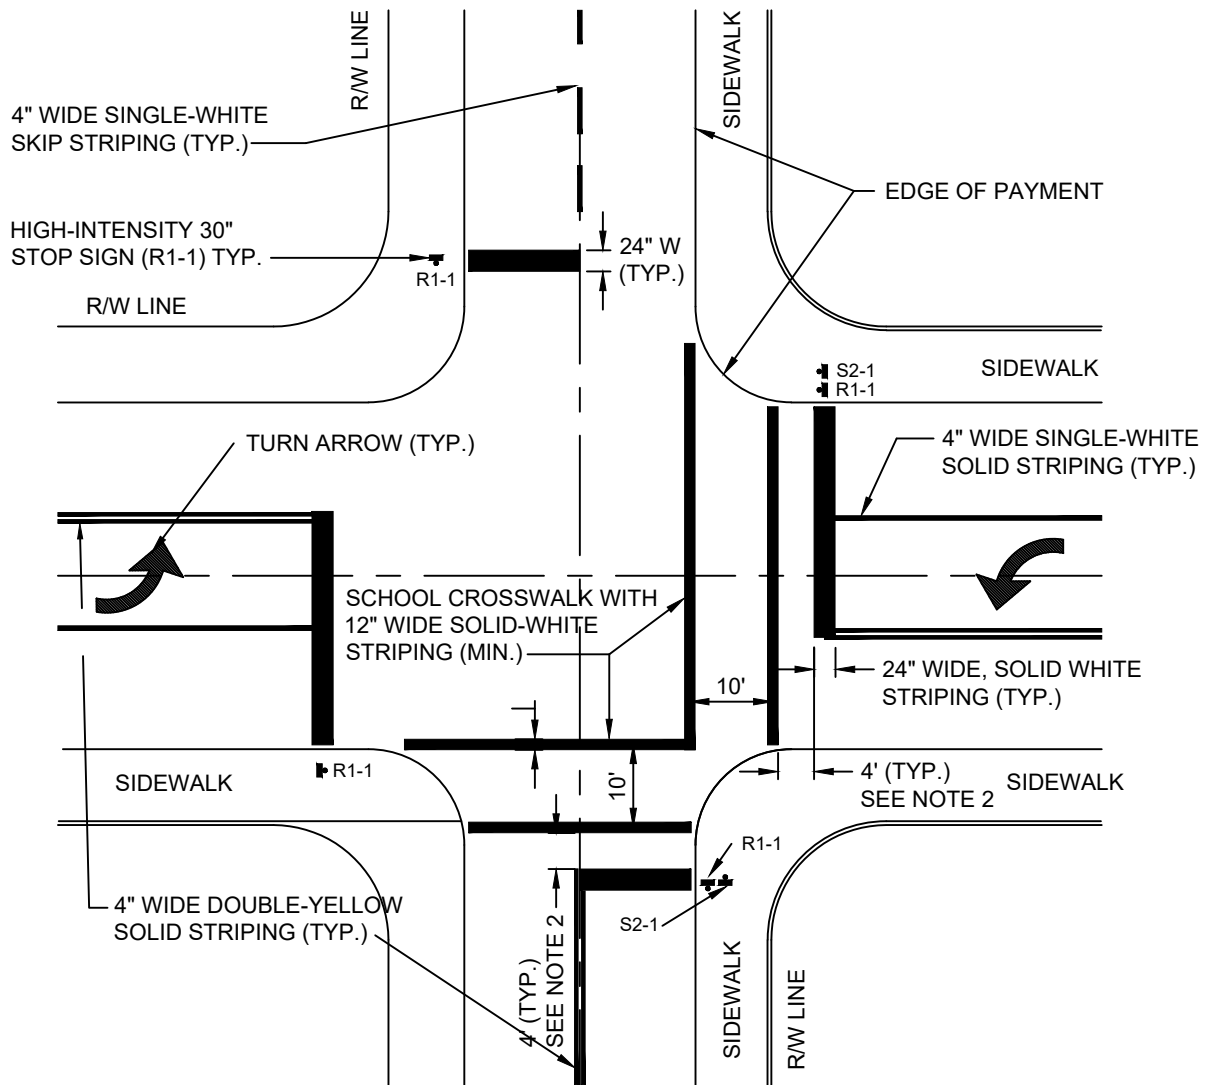 R/W LINE
SIDEWALK
4" WIDE SINGLE-WHITE
SKIP STRIPING (TYP.)
EDGE OF PAYMENT
HIGH-INTENSITY 30"
STOP SIGN (R1-1) TYP.
R1-1
24" W
(TYP.)
R/W LINE
S2-1
R1-1
SIDEWALK
TURN ARROW (TYP.)
4" WIDE SINGLE-WHITE
SOLID STRIPING (TYP.)
SCHOOL CROSSWALK WITH
12" WIDE SOLID-WHITE
STRIPING (MIN.)
10'
24" WIDE, SOLID WHITE
STRIPING (TYP.)
R1-1
SIDEWALK
10'
4' (TYP.)
SEE NOTE 2
SIDEWALK
R1-1
S2-1
4" WIDE DOUBLE-YELLOW
SOLID STRIPING (TYP.)
4' (TYP.)
SEE NOTE 2
SIDEWALK
R/W LINE